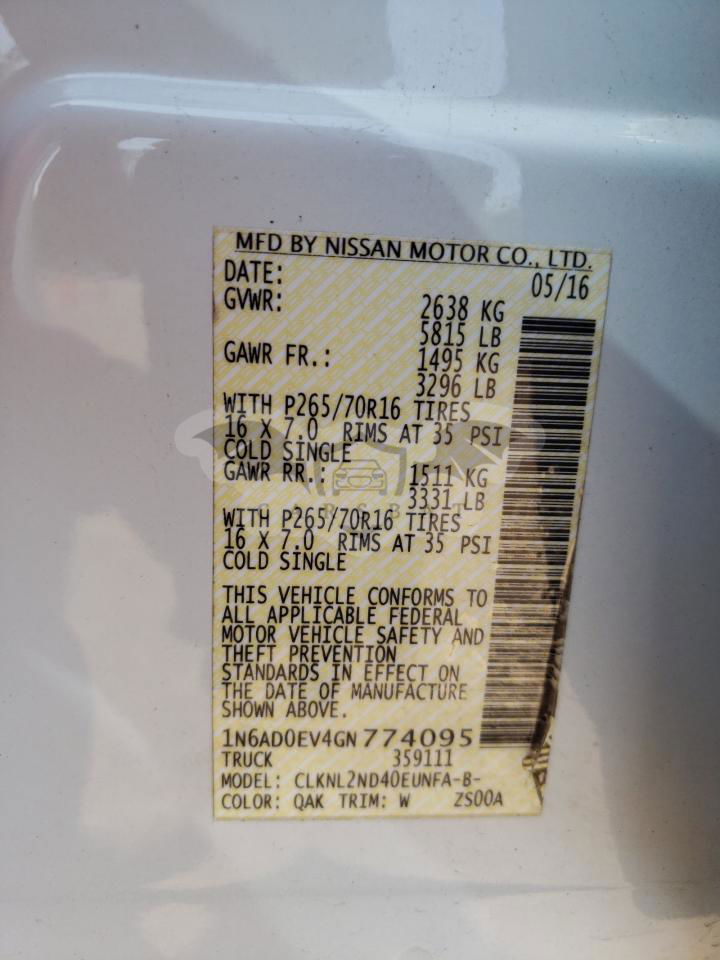 MFD BY NISSAN MOTOR CO., LTD.
DATE: 05/16
GVWR: 2638 KG
5815 LB
GAWR FR.: 1495 KG
3296 LB
WITH P265/70R16 TIRES
16 X 7.0 RIMS AT 35 PSI
COLD SINGLE
GAWR RR.: 1511 KG
3331 LB
CARSBAT
WITH P265/70R16 TIRES
16 X 7.0 RIMS AT 35 PSI
COLD SINGLE
THIS VEHICLE CONFORMS TO
ALL APPLICABLE FEDERAL
MOTOR VEHICLE SAFETY AND
THEFT PREVENTION
STANDARDS IN EFFECT ON
THE DATE OF MANUFACTURE
SHOWN ABOVE.
1N6AD0EV4GN774095
TRUCK 359111
MODEL: CLKNL2ND40EUNFA-B-
COLOR: QAK TRIM: W ZS00A